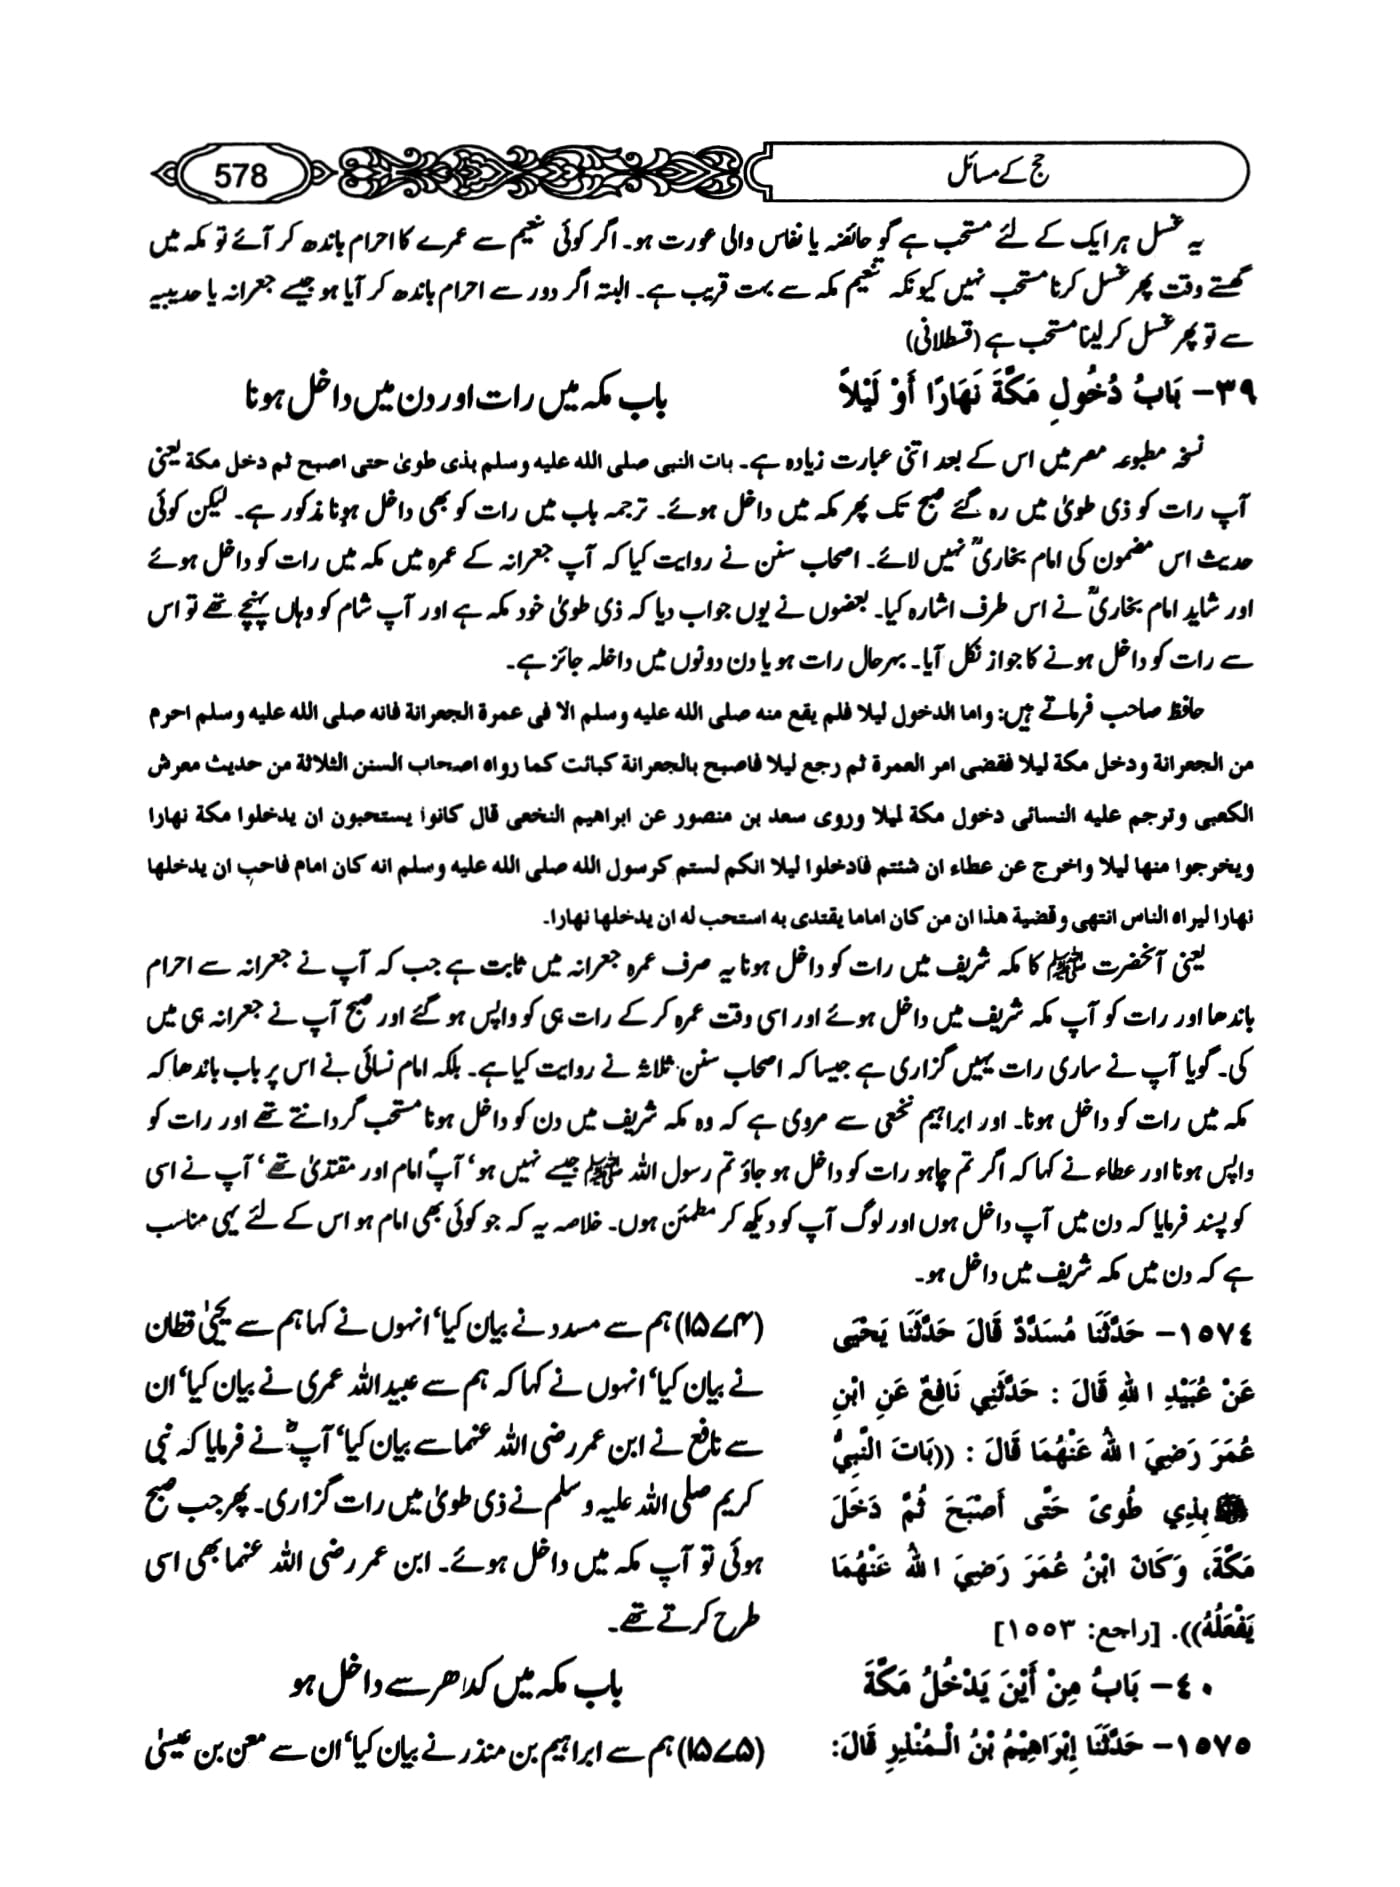 578
حج کے مسائل
یہ غسل ہر ایک کے لئے مستحب ہے گو حائضہ یا نفاس والی عورت ہو۔ اگر کوئی تنعیم سے عمرے کا احرام باندھ کر آئے تو مکہ میں
گھستے وقت پھر غسل کرنا مستحب نہیں کیونکہ تنعیم مکہ سے بہت قریب ہے۔ البتہ اگر دور سے احرام باندھ کر آیا ہو جیسے جعرانہ یا حدیبیہ
سے تو پھر غسل کر لینا مستحب ہے (قسطلانی)
۳۹- بَابُ دُخُولِ مَكَّةَ نَهَارًا أَوْ لَيْلاً
باب مکہ میں رات اور دن میں داخل ہونا
نسخہ مطبوعہ مصر میں اس کے بعد اتنی عبارت زیادہ ہے۔ بات النبی صلی الله علیه وسلم بذی طویٰ حتی اصبح ثم دخل مکة یعنی
آپ رات کو ذی طویٰ میں رہ گئے صبح تک پھر مکہ میں داخل ہوئے۔ ترجمہ باب میں رات کو بھی داخل ہونا مذکور ہے۔ لیکن کوئی
حدیث اس مضمون کی امام بخاریؒ نہیں لائے۔ اصحاب سنن نے روایت کیا کہ آپ جعرانہ کے عمرہ میں مکہ میں رات کو داخل ہوئے
اور شاید امام بخاریؒ نے اس طرف اشارہ کیا۔ بعضوں نے یوں جواب دیا کہ ذی طویٰ خود مکہ ہے اور آپ شام کو وہاں پہنچے تھے تو اس
سے رات کو داخل ہونے کا جواز نکل آیا۔ بہرحال رات ہو یا دن دونوں میں داخلہ جائز ہے۔
حافظ صاحب فرماتے ہیں: واما الدخول لیلا فلم یقع منه صلی الله علیه وسلم الا فی عمرة الجعرانة فانه صلی الله علیه وسلم احرم
من الجعرانة ودخل مکة لیلا فقضی امر العمرة ثم رجع لیلا فاصبح بالجعرانة کبائت کما رواه اصحاب السنن الثلاثة من حدیث معرش
الکعبی وترجم علیه النسائی دخول مکة لیلا وروی سعد بن منصور عن ابراهیم النخعی قال کانوا یستحبون ان یدخلوا مکة نهارا
ویخرجوا منها لیلا واخرج عن عطاء ان شئتم فادخلوا لیلا انکم لستم کرسول الله صلی الله علیه وسلم انه کان امام فاحب ان یدخلها
نهارا لیراه الناس انتهی وقضیة هذا ان من کان اماما یقتدی به استحب له ان یدخلها نهارا۔
یعنی آنحضرت ﷺ کا مکہ شریف میں رات کو داخل ہونا یہ صرف عمرہ جعرانہ میں ثابت ہے جب کہ آپ نے جعرانہ سے احرام
باندھا اور رات کو آپ مکہ شریف میں داخل ہوئے اور اسی وقت عمرہ کر کے رات ہی کو واپس ہو گئے اور صبح آپ نے جعرانہ ہی میں
کی۔ گویا آپ نے ساری رات یہیں گزاری ہے جیسا کہ اصحاب سنن ثلاثہ نے روایت کیا ہے۔ بلکہ امام نسائی نے اس پر باب باندھا کہ
مکہ میں رات کو داخل ہونا۔ اور ابراہیم نخعی سے مروی ہے کہ وہ مکہ شریف میں دن کو داخل ہونا مستحب گردانتے تھے اور رات کو
واپس ہونا اور عطاء نے کہا کہ اگر تم چاہو رات کو داخل ہو جاؤ تم رسول اللہ ﷺ جیسے نہیں ہو' آپؐ امام اور مقتدیٰ تھے' آپ نے اسی
کو پسند فرمایا کہ دن میں آپ داخل ہوں اور لوگ آپ کو دیکھ کر مطمئن ہوں۔ خلاصہ یہ کہ جو کوئی بھی امام ہو اس کے لئے یہی مناسب
ہے کہ دن میں مکہ شریف میں داخل ہو۔
١٥٧٤- حَدَّثَنَا مُسَدَّدٌ قَالَ حَدَّثَنَا يَحْيَى
عَنْ عُبَيْدِ اللهِ قَالَ : حَدَّثَنِي نَافِعٌ عَنِ ابْنِ
عُمَرَ رَضِيَ اللهُ عَنْهُمَا قَالَ : ((بَاتَ النَّبِيُّ
ﷺ بِذِي طُوىً حَتَّى أَصْبَحَ ثُمَّ دَخَلَ
مَكَّةَ، وَكَانَ ابْنُ عُمَرَ رَضِيَ اللهُ عَنْهُمَا
يَفْعَلُهُ)). [راجع: ١٥٥٣]
(۱۵۷۴) ہم سے مسدد نے بیان کیا' انہوں نے کہا ہم سے یحییٰ قطان
نے بیان کیا' انہوں نے کہا کہ ہم سے عبیداللہ عمری نے بیان کیا' ان
سے نافع نے ابن عمر رضی اللہ عنہما سے بیان کیا' آپؓ نے فرمایا کہ نبی
کریم صلی اللہ علیہ وسلم نے ذی طویٰ میں رات گزاری۔ پھر جب صبح
ہوئی تو آپ مکہ میں داخل ہوئے۔ ابن عمر رضی اللہ عنہما بھی اسی
طرح کرتے تھے۔
٤٠- بَابُ مِنْ أَيْنَ يَدْخُلُ مَكَّةَ
باب مکہ میں کدھر سے داخل ہو
١٥٧٥- حَدَّثَنَا إِبْرَاهِيْمُ بْنُ الْمُنْذِرِ قَالَ:
(۱۵۷۵) ہم سے ابراہیم بن منذر نے بیان کیا' ان سے معن بن عیسیٰ